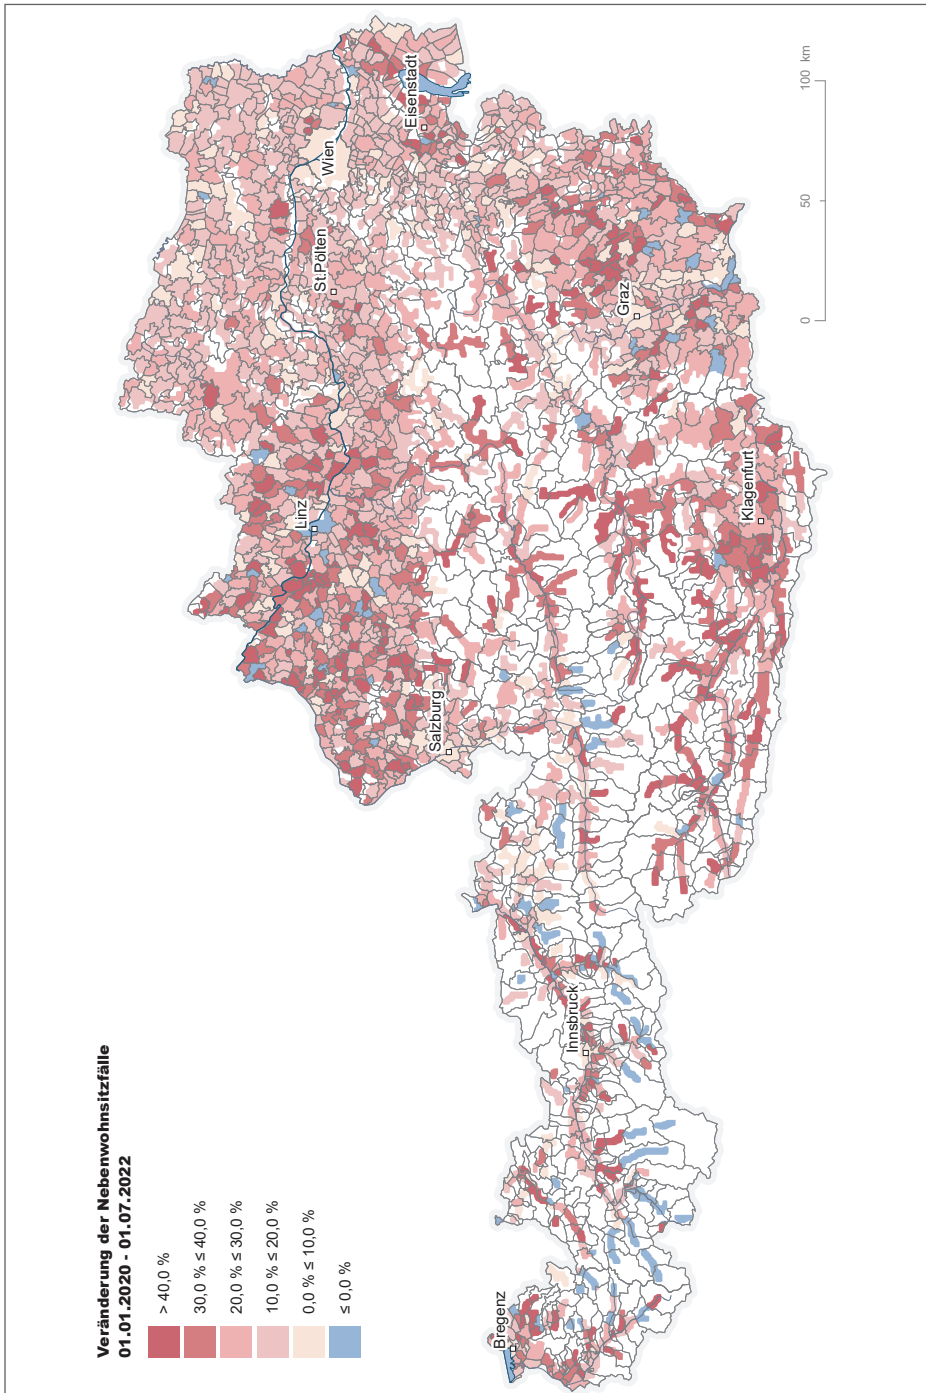 Veränderung der Nebenwohnsitzfälle
01.01.2020 - 01.07.2022
> 40,0 %
30,0 % ≤ 40,0 %
20,0 % ≤ 30,0 %
10,0 % ≤ 20,0 %
0,0 % ≤ 10,0 %
≤ 0,0 %
Bregenz
Innsbruck
Salzburg
Linz
Klagenfurt
St.Pölten
Graz
Wien
Eisenstadt
0 50 100 km